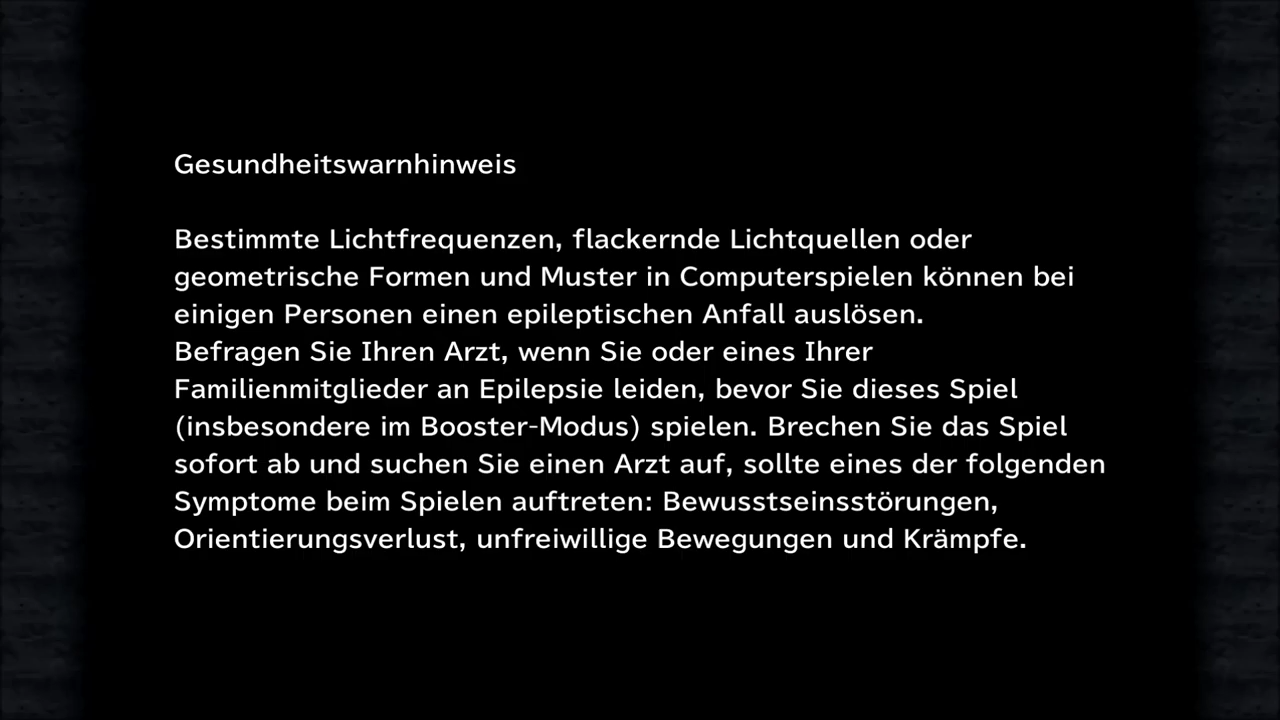 Gesundheitswarnhinweis
Bestimmte Lichtfrequenzen, flackernde Lichtquellen oder
geometrische Formen und Muster in Computerspielen können bei
einigen Personen einen epileptischen Anfall auslösen.
Befragen Sie Ihren Arzt, wenn Sie oder eines Ihrer
Familienmitglieder an Epilepsie leiden, bevor Sie dieses Spiel
(insbesondere im Booster-Modus) spielen. Brechen Sie das Spiel
sofort ab und suchen Sie einen Arzt auf, sollte eines der folgenden
Symptome beim Spielen auftreten: Bewusstseinsstörungen,
Orientierungsverlust, unfreiwillige Bewegungen und Krämpfe.